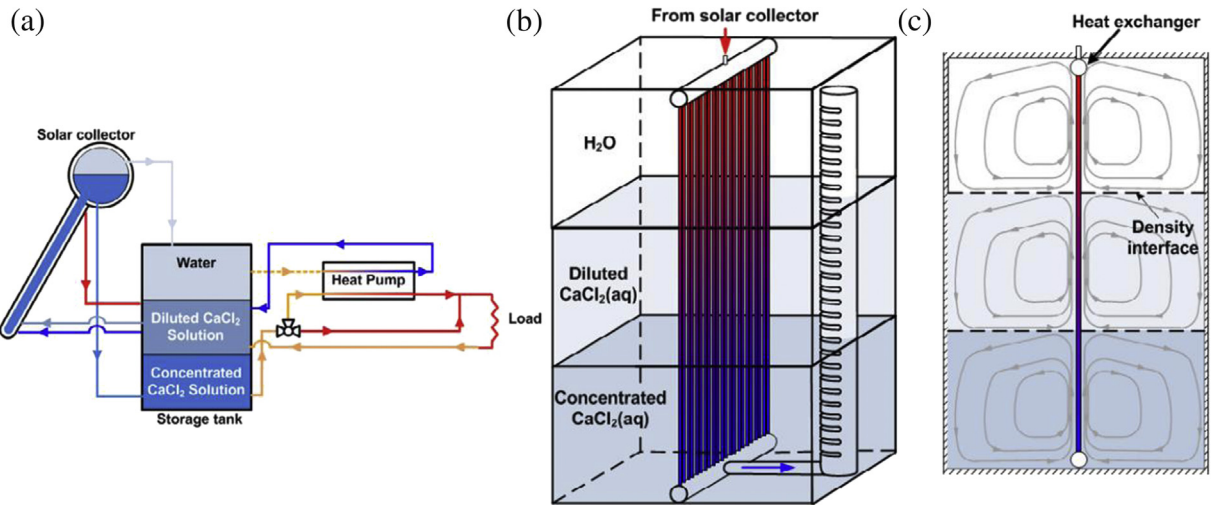 (a)
Solar collector
Water
Diluted CaCl₂
Solution
Concentrated
CaCl₂ Solution
Storage tank
Heat Pump
Load
(b)
From solar collector
H₂O
Diluted
CaCl₂(aq)
Concentrated
CaCl₂(aq)
(c)
Heat exchanger
Density
interface